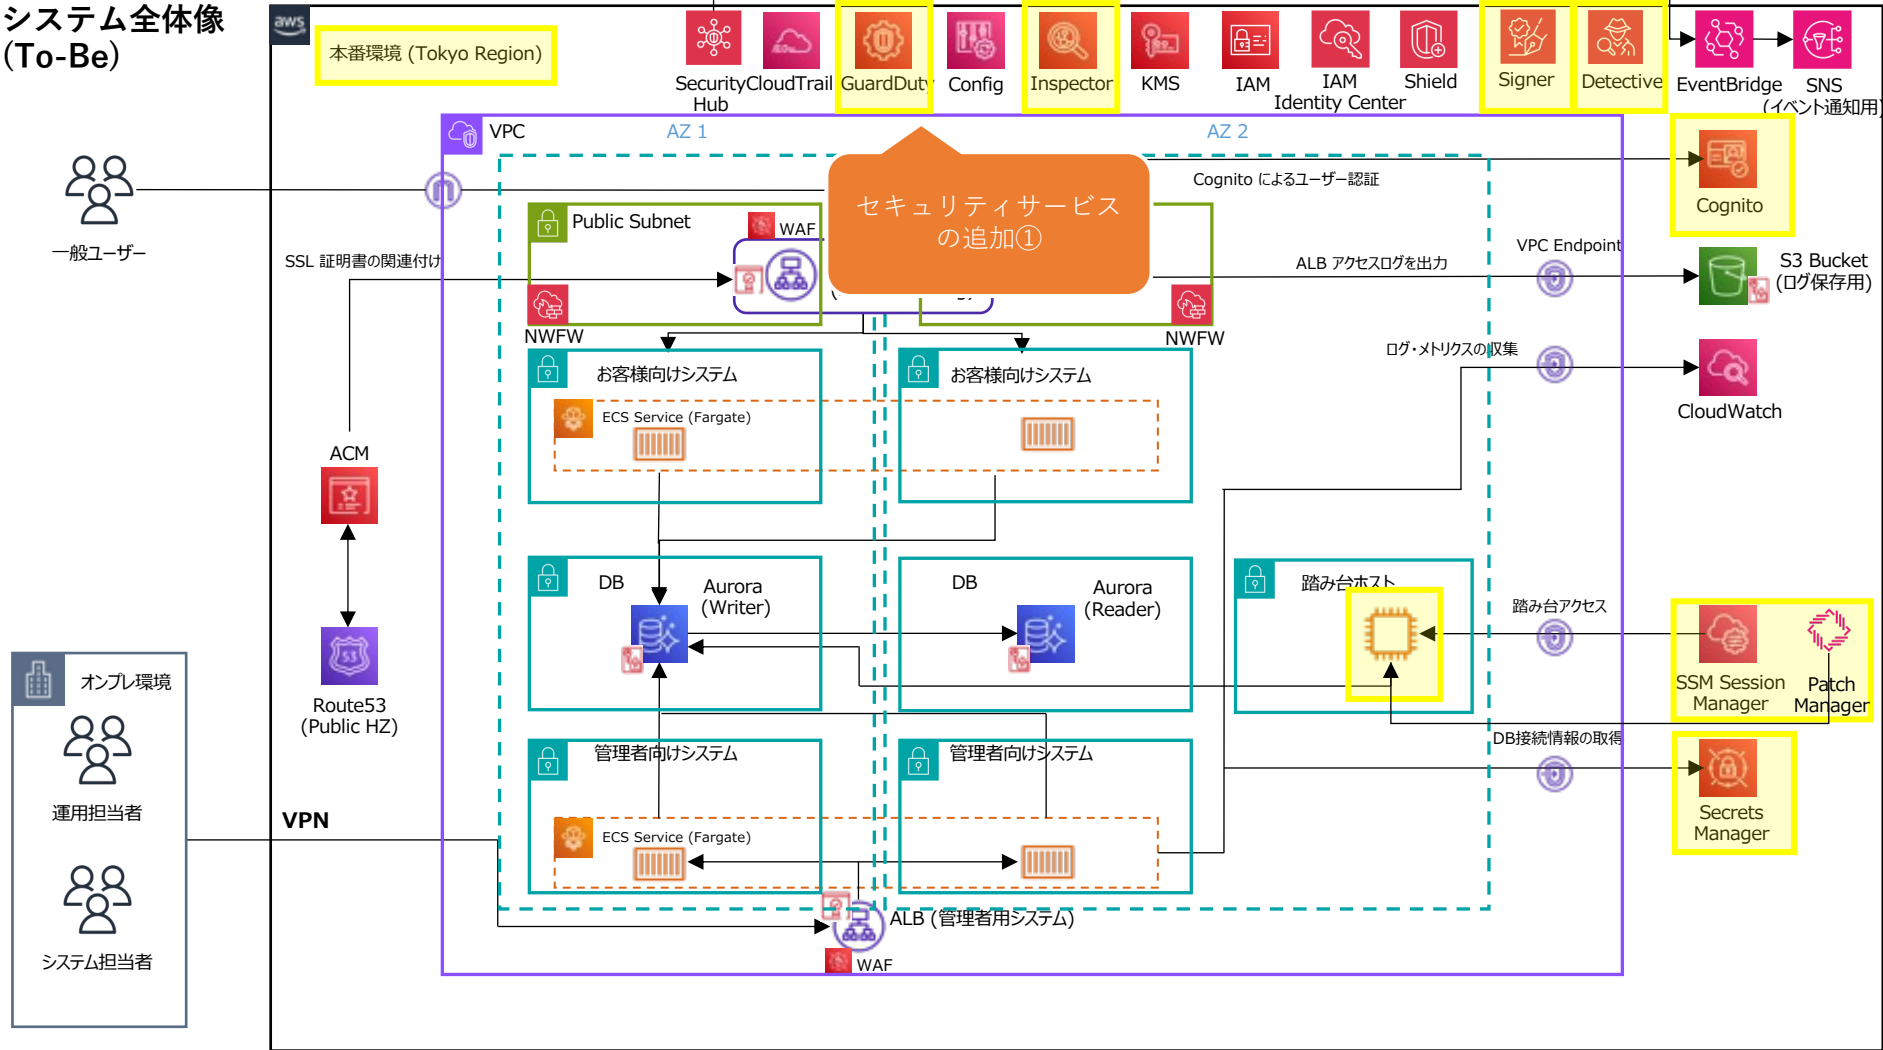 システム全体像
(To-Be)
aws
本番環境 (Tokyo Region)
Security
Hub
CloudTrail
GuardDuty
Config
Inspector
KMS
IAM
IAM
Identity Center
Shield
Signer
Detective
EventBridge
SNS
(イベント通知用)
VPC
AZ 1
AZ 2
セキュリティサービス
の追加①
Cognito によるユーザー認証
Cognito
一般ユーザー
Public Subnet
WAF
SSL 証明書の関連付け
ALB アクセスログを出力
VPC Endpoint
S3 Bucket
(ログ保存用)
NWFW
NWFW
お客様向けシステム
お客様向けシステム
ログ・メトリクスの収集
CloudWatch
ECS Service (Fargate)
ACM
DB
Aurora
(Writer)
DB
Aurora
(Reader)
踏み台ホスト
踏み台アクセス
SSM Session
Manager
Patch
Manager
53
Route53
(Public HZ)
オンプレ環境
運用担当者
システム担当者
VPN
管理者向けシステム
管理者向けシステム
DB接続情報の取得
Secrets
Manager
ECS Service (Fargate)
ALB (管理者用システム)
WAF